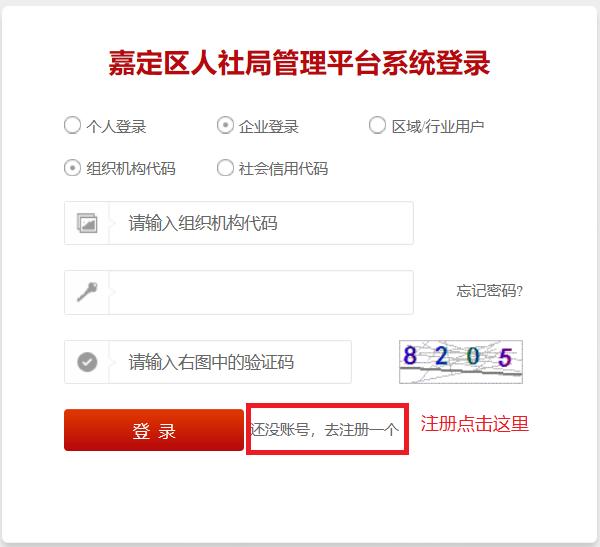 嘉定区人社局管理平台系统登录
个人登录 企业登录 区域/行业用户
组织机构代码 社会信用代码
请输入组织机构代码
忘记密码?
请输入右图中的验证码 8205
登 录 还没账号，去注册一个 注册点击这里